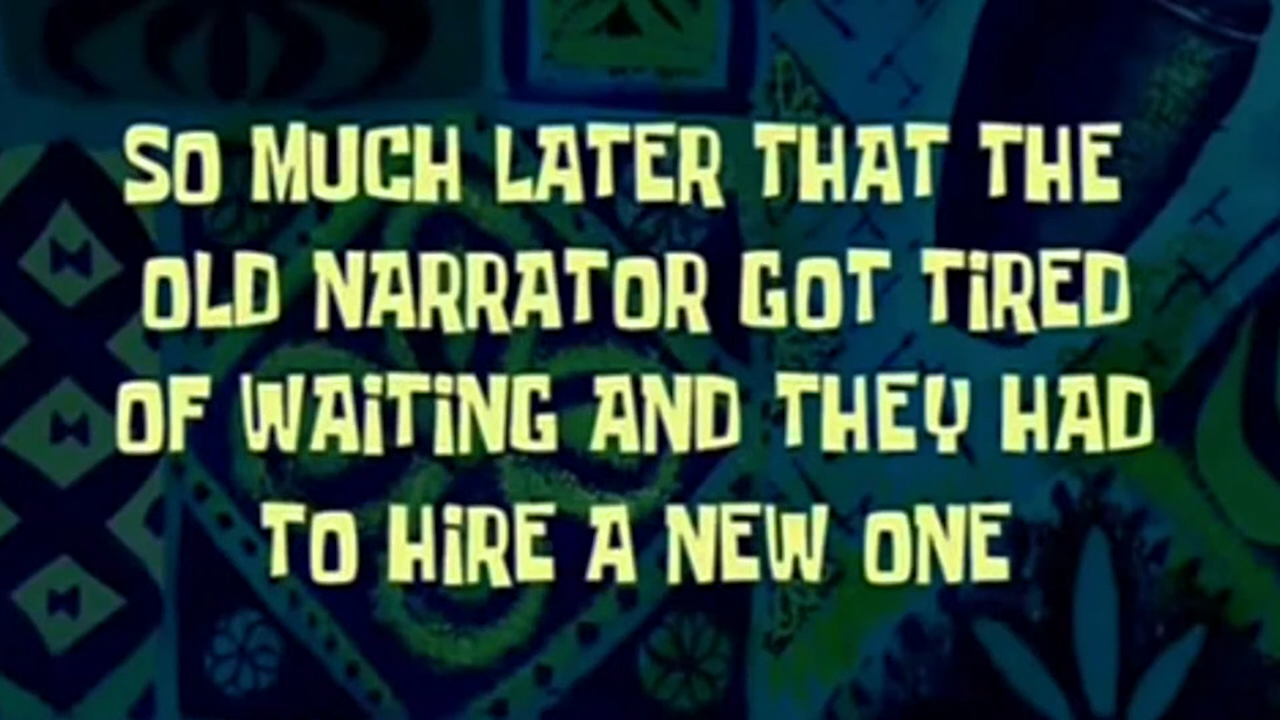 SO MUCH LATER THAT THE
OLD NARRATOR GOT TiRED
OF WAiTiNG AND THEY HAD
TO HiRE A NEW ONE